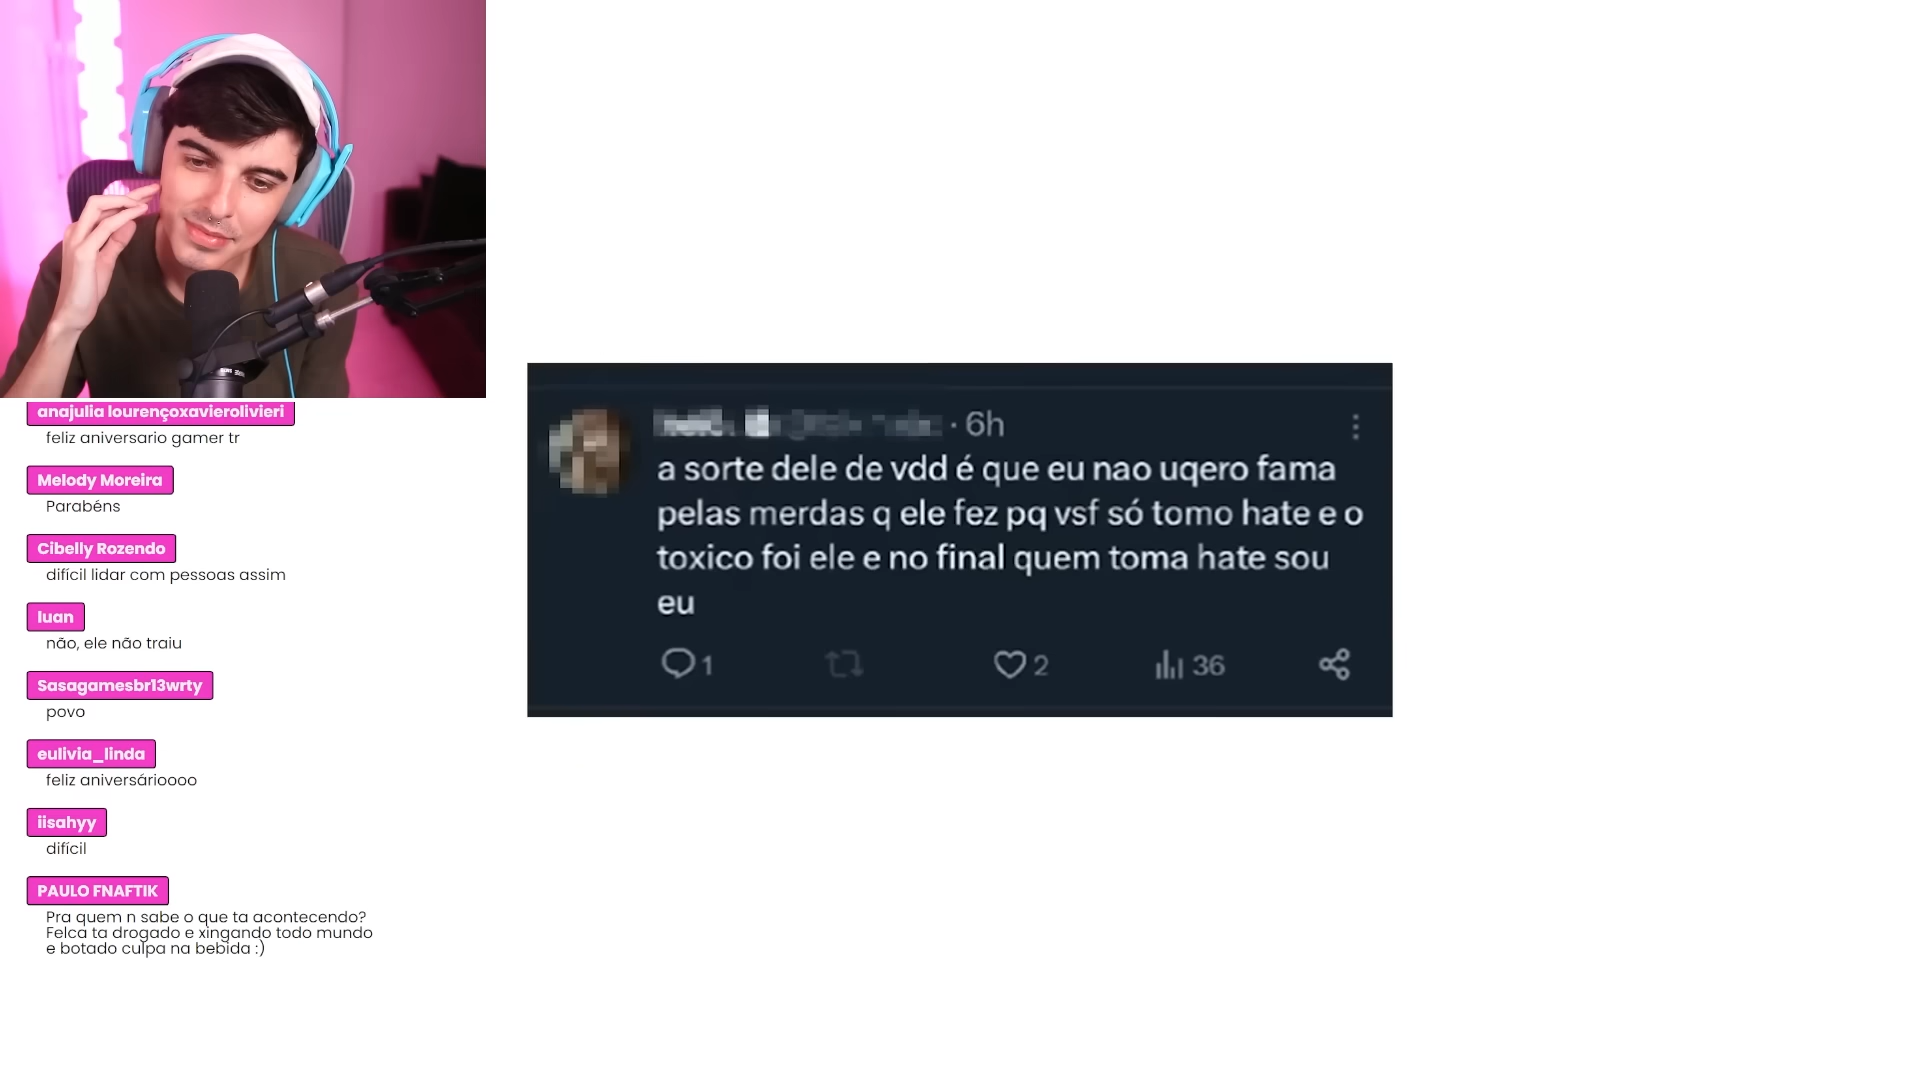 anajulia lourençoxavierolivieri
feliz aniversario gamer tr
Melody Moreira
Parabéns
Cibelly Rozendo
difícil lidar com pessoas assim
luan
não, ele não traiu
Sasagamesbr13wrty
povo
eulivia_linda
feliz aniversárioooo
iisahyy
difícil
PAULO FNAFTIK
Pra quem n sabe o que ta acontecendo?
Felca ta drogado e xingando todo mundo
e botado culpa na bebida :)
· 6h
a sorte dele de vdd é que eu nao uqero fama
pelas merdas q ele fez pq vsf só tomo hate e o
toxico foi ele e no final quem toma hate sou
eu
1 2 36